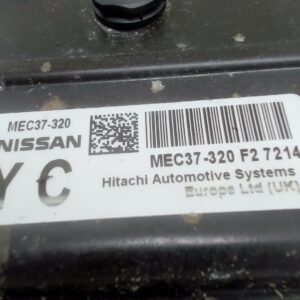 MEC37-320
NISSAN
YC
MEC37-320 F2 7214
Hitachi Automotive Systems
Europe Ltd (UK)